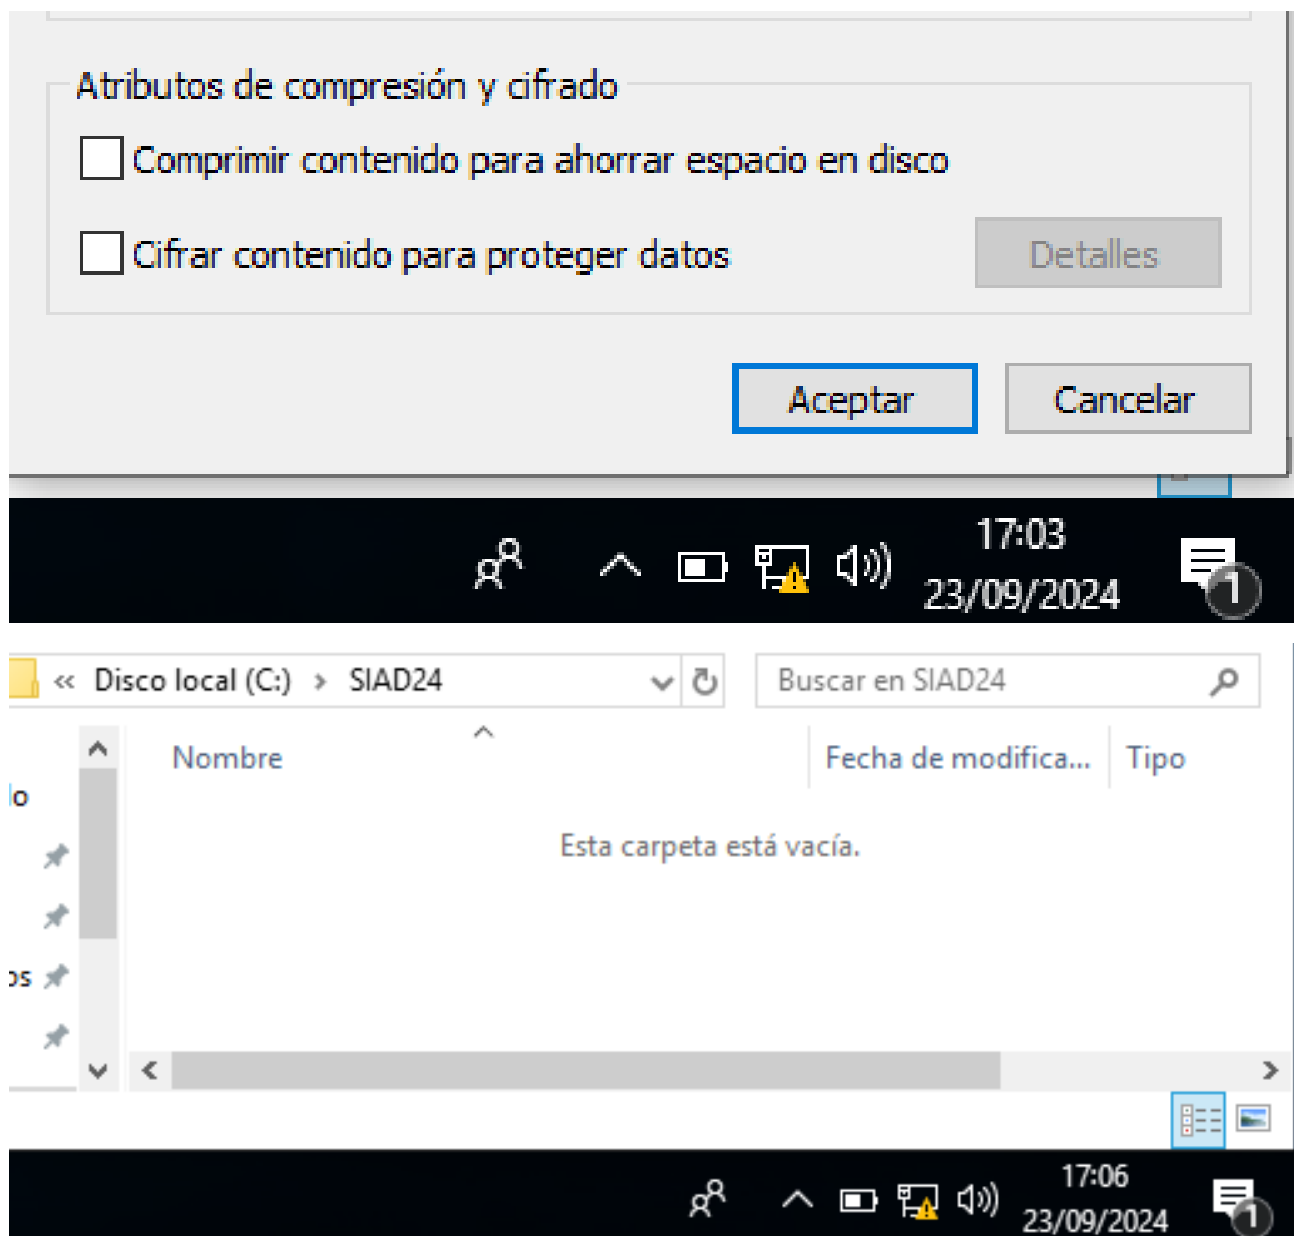 Atributos de compresión y cifrado
Comprimir contenido para ahorrar espacio en disco
Cifrar contenido para proteger datos
Detalles
Aceptar
Cancelar
17:03
23/09/2024
1
« Disco local (C:) › SIAD24
Buscar en SIAD24
Nombre
Fecha de modifica...
Tipo
lo
Esta carpeta está vacía.
os
17:06
23/09/2024
1